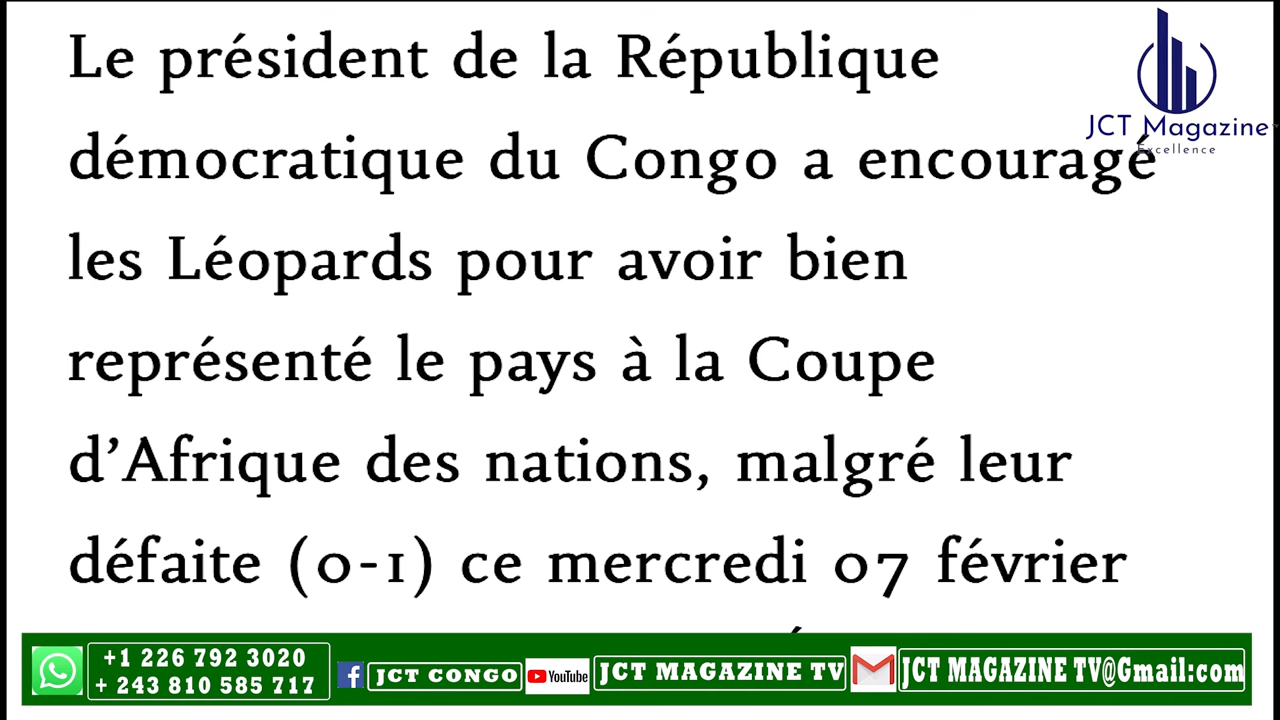 Le président de la République
démocratique du Congo a encouragé
les Léopards pour avoir bien
représenté le pays à la Coupe
d’Afrique des nations, malgré leur
défaite (0-1) ce mercredi 07 février
JCT Magazine
Excellence
+1 226 792 3020
+ 243 810 585 717
JCT CONGO
YouTube
JCT MAGAZINE TV
JCT MAGAZINE TV@Gmail:com